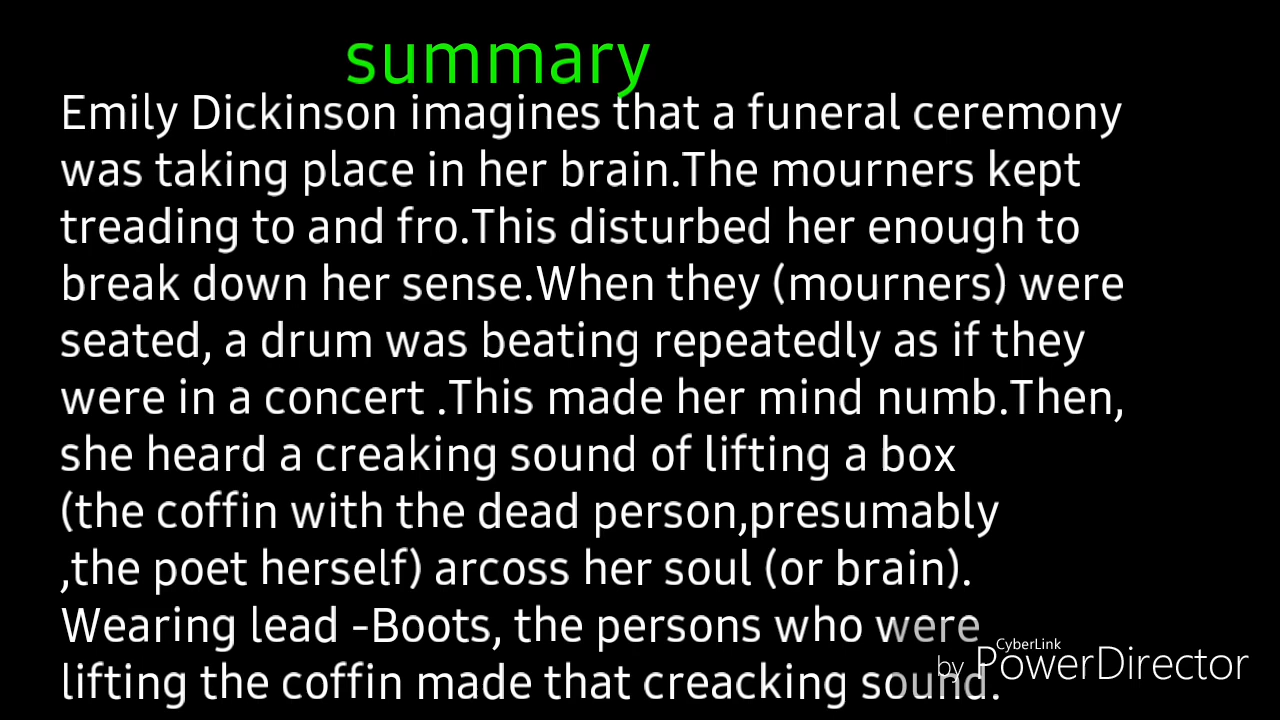 summary
Emily Dickinson imagines that a funeral ceremony
was taking place in her brain.The mourners kept
treading to and fro.This disturbed her enough to
break down her sense.When they (mourners) were
seated, a drum was beating repeatedly as if they
were in a concert .This made her mind numb.Then,
she heard a creaking sound of lifting a box
(the coffin with the dead person,presumably
,the poet herself) arcoss her soul (or brain).
Wearing lead -Boots, the persons who were
lifting the coffin made that creacking sound.
CyberLink
by PowerDirector